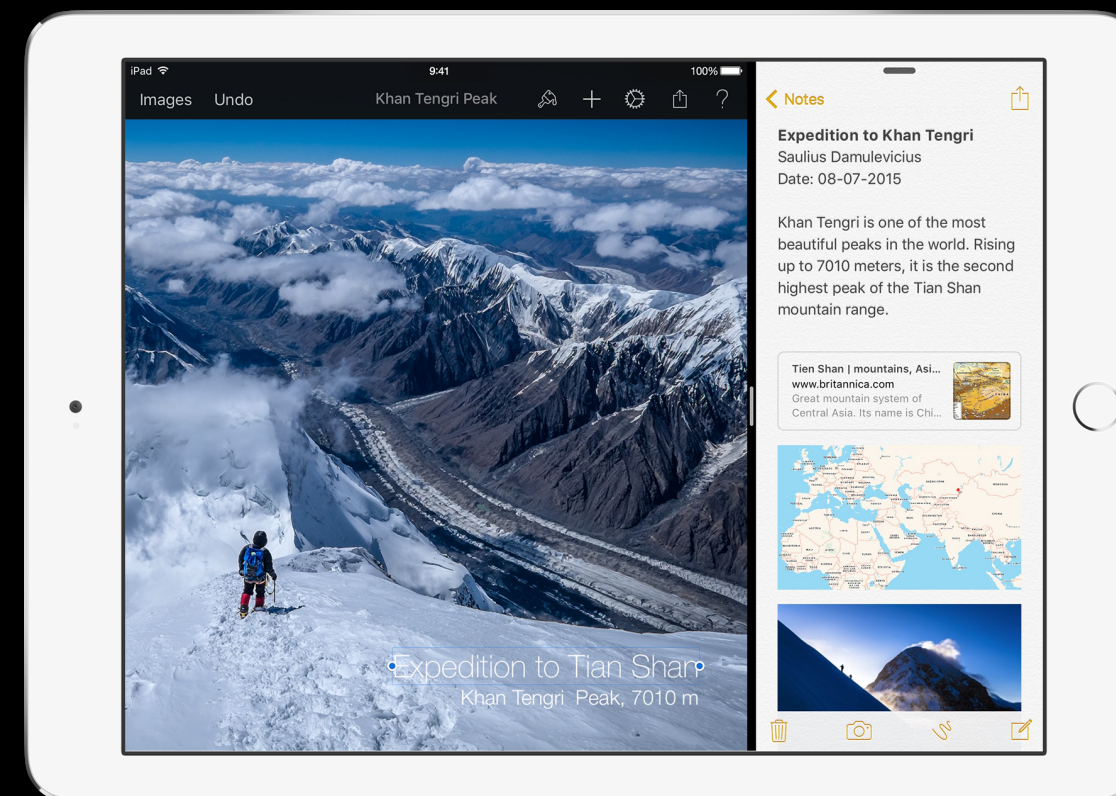 iPad
9:41
100%
Images Undo
Khan Tengri Peak
?
Expedition to Tian Shan
Khan Tengri Peak, 7010 m
Notes
Expedition to Khan Tengri
Saulius Damulevicius
Date: 08-07-2015
Khan Tengri is one of the most
beautiful peaks in the world. Rising
up to 7010 meters, it is the second
highest peak of the Tian Shan
mountain range.
Tien Shan | mountains, Asi...
www.britannica.com
Great mountain system of
Central Asia. Its name is Chi...